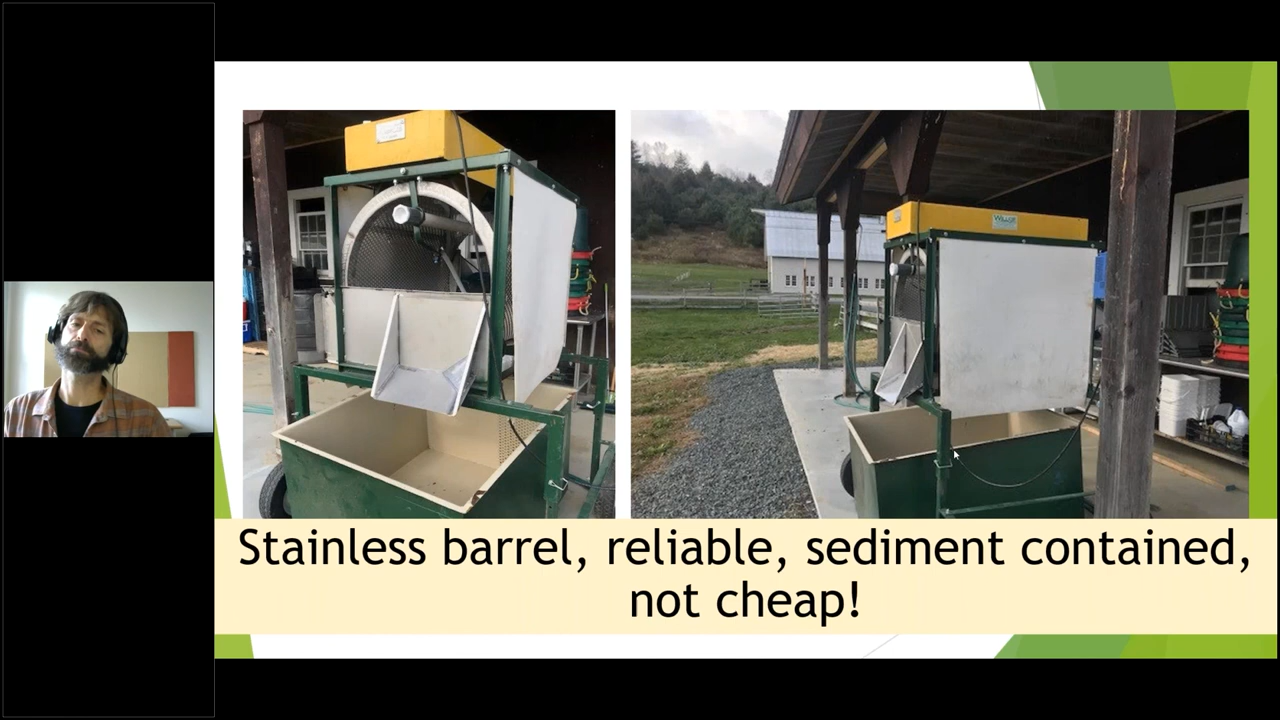 Stainless barrel, reliable, sediment contained,
not cheap!